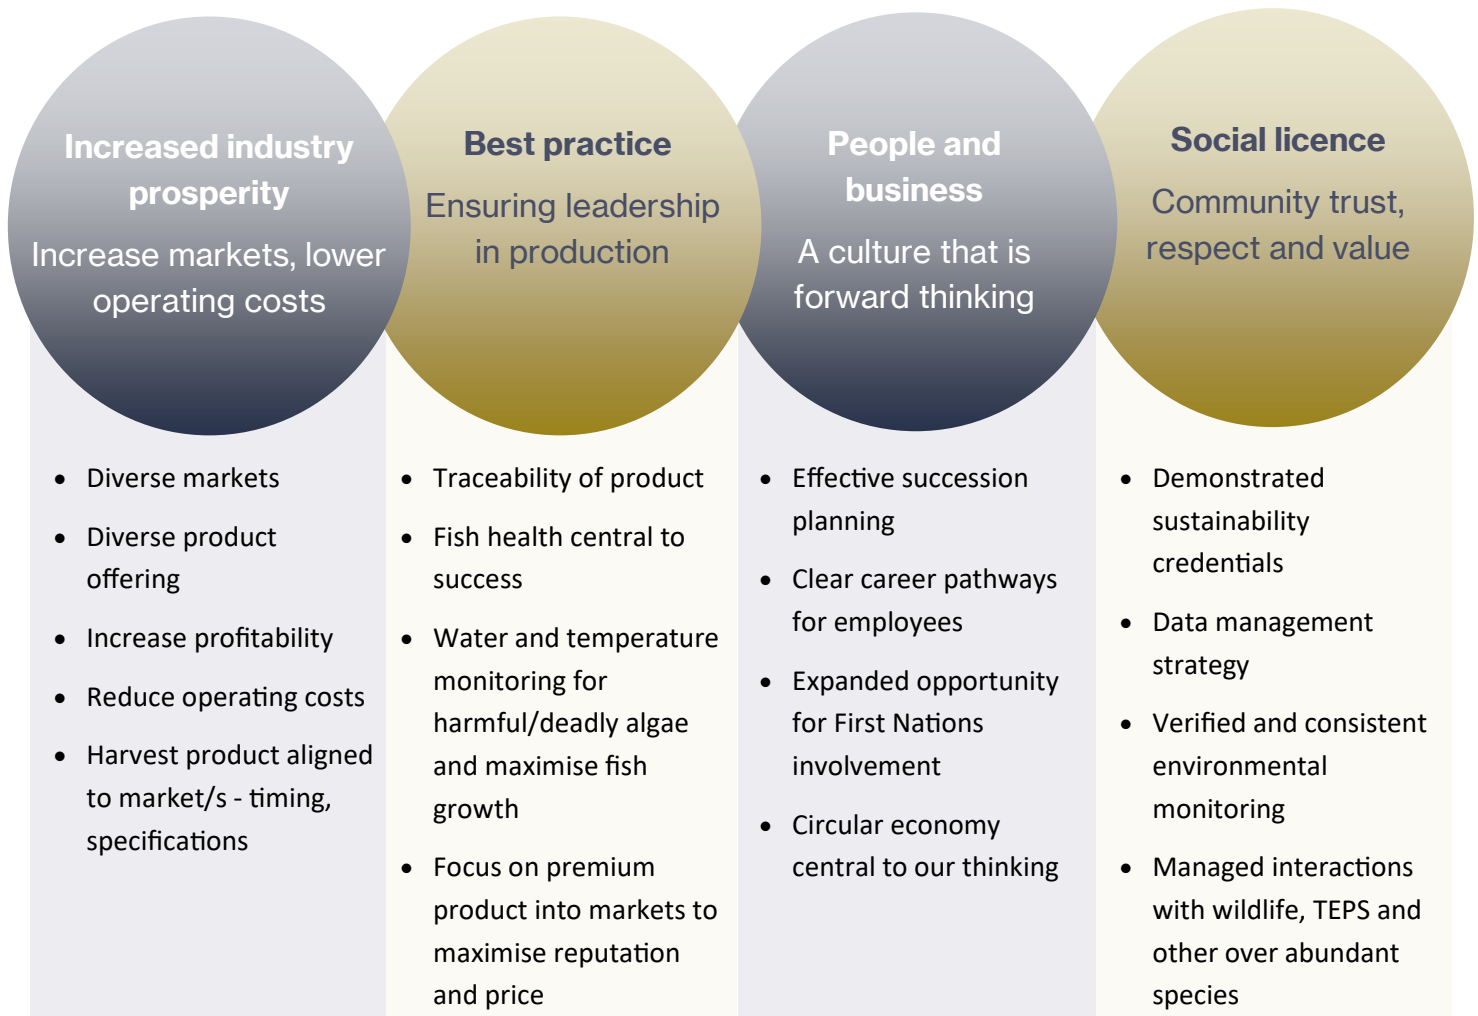 Increased industry
prosperity
Increase markets, lower
operating costs
Best practice
Ensuring leadership
in production
People and
business
A culture that is
forward thinking
Social licence
Community trust,
respect and value
• Diverse markets
• Diverse product
offering
• Increase profitability
• Reduce operating costs
• Harvest product aligned
to market/s - timing,
specifications
• Traceability of product
• Fish health central to
success
• Water and temperature
monitoring for
harmful/deadly algae
and maximise fish
growth
• Focus on premium
product into markets to
maximise reputation
and price
• Effective succession
planning
• Clear career pathways
for employees
• Expanded opportunity
for First Nations
involvement
• Circular economy
central to our thinking
• Demonstrated
sustainability
credentials
• Data management
strategy
• Verified and consistent
environmental
monitoring
• Managed interactions
with wildlife, TEPS and
other over abundant
species